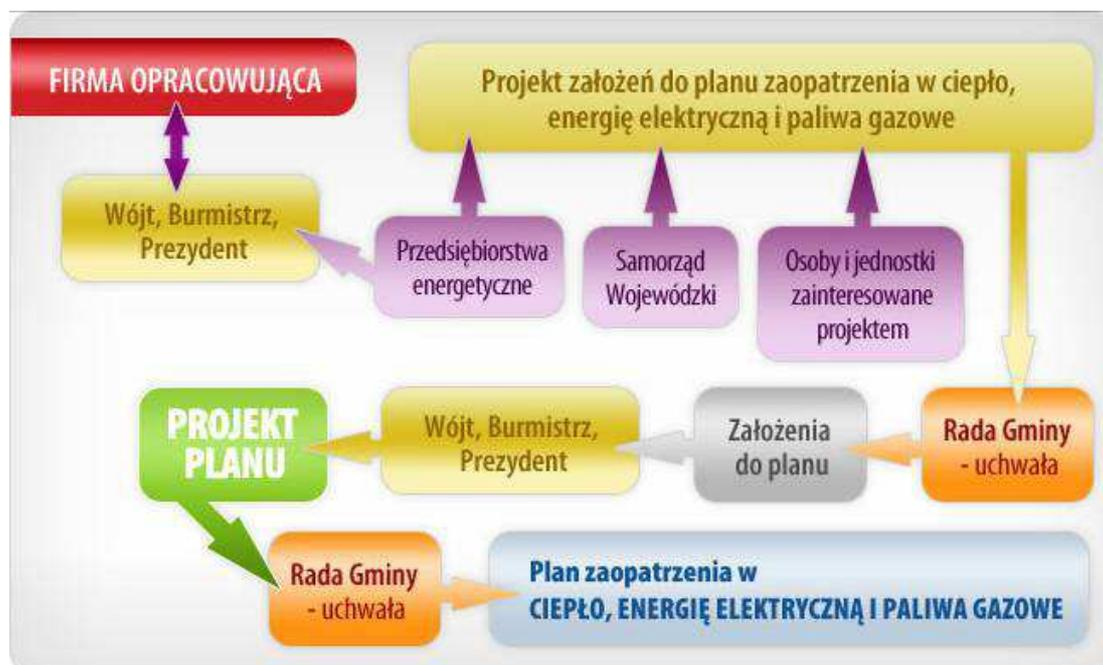 FIRMA OPRACOWUJĄCA
Projekt założeń do planu zaopatrzenia w ciepło,
energię elektryczną i paliwa gazowe
Wójt, Burmistrz,
Prezydent
Przedsiębiorstwa
energetyczne
Samorząd
Wojewódzki
Osoby i jednostki
zainteresowane
projektem
PROJEKT
PLANU
Wójt, Burmistrz,
Prezydent
Założenia
do planu
Rada Gminy
- uchwała
Rada Gminy
- uchwała
Plan zaopatrzenia w
CIEPŁO, ENERGIĘ ELEKTRYCZNĄ I PALIWA GAZOWE